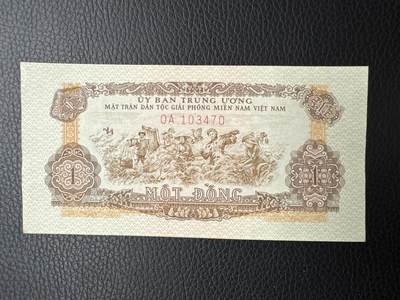 ỦY BAN TRUNG ƯƠNG
MẶT TRẬN DÂN TỘC GIẢI PHÓNG MIỀN NAM VIỆT NAM
OA 103470
1 1
MỘT ĐỒNG